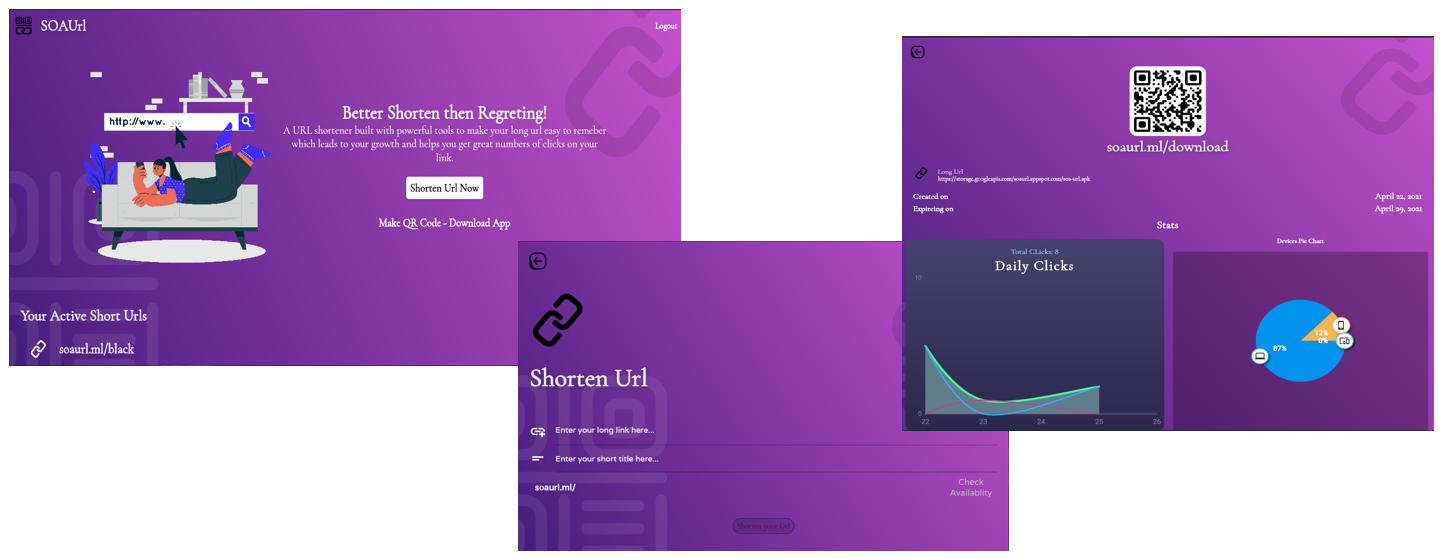 SOAUrl
Logout
http://www.
Better Shorten then Regreting!
A URL shortener built with powerful tools to make your long url easy to remeber
which leads to your growth and helps you get great numbers of clicks on your
link.
Shorten Url Now
Make QR Code - Download App
Your Active Short Urls
soaurl.ml/black
Shorten Url
Enter your long link here...
Enter your short title here...
soaurl.ml/
Check
Availablity
Shorten your Url
soaurl.ml/download
Long Url
https://storage.googleapis.com/soaurl.appspot.com/soa-url.apk
Created on
April 22, 2021
Expireing on
April 29, 2021
Stats
Total CLicks: 8
Daily Clicks
10
0
22
23
24
25
26
Devices Pie Chart
12%
0%
87%